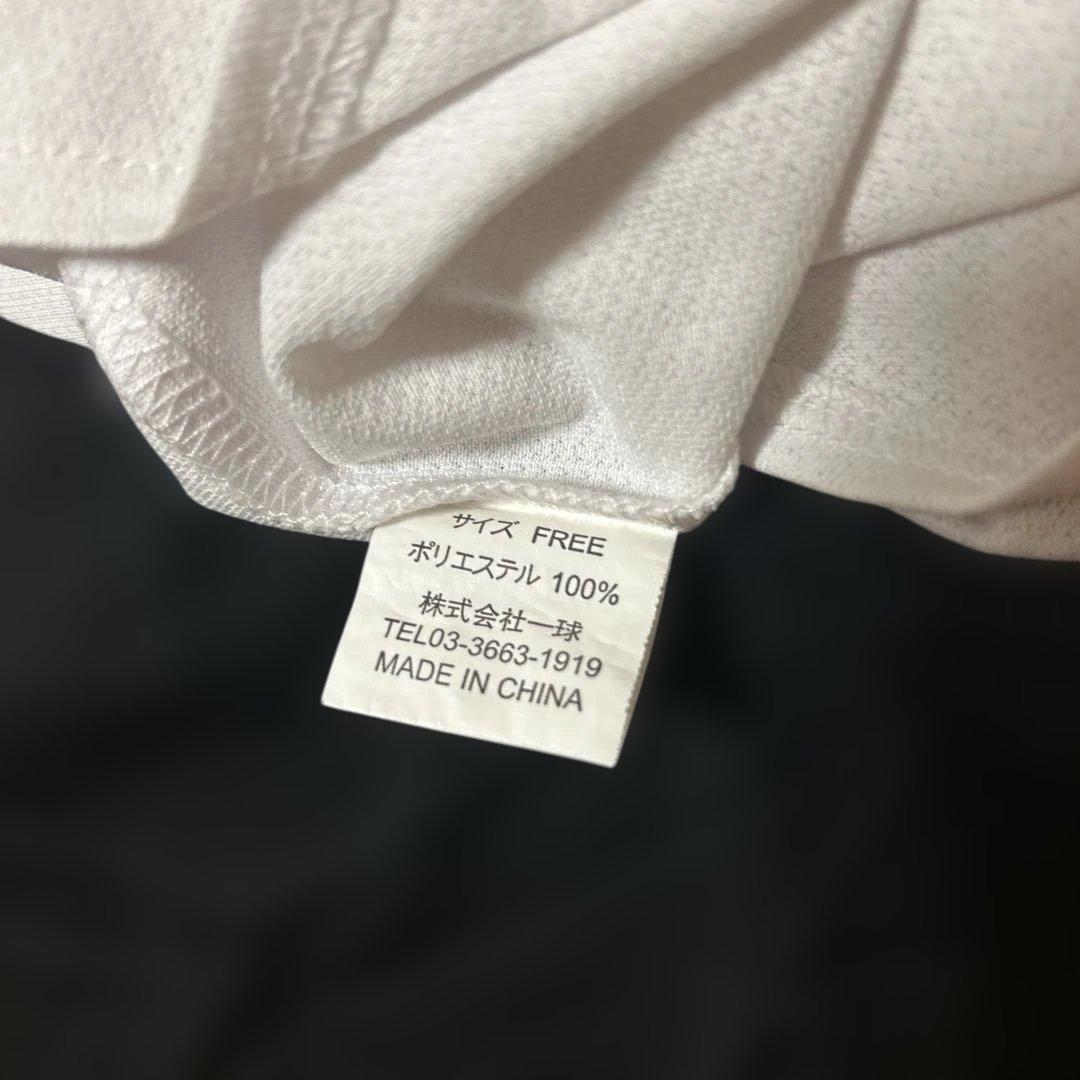 サイズ FREE
ポリエステル 100%
株式会社一球
TEL03-3663-1919
MADE IN CHINA